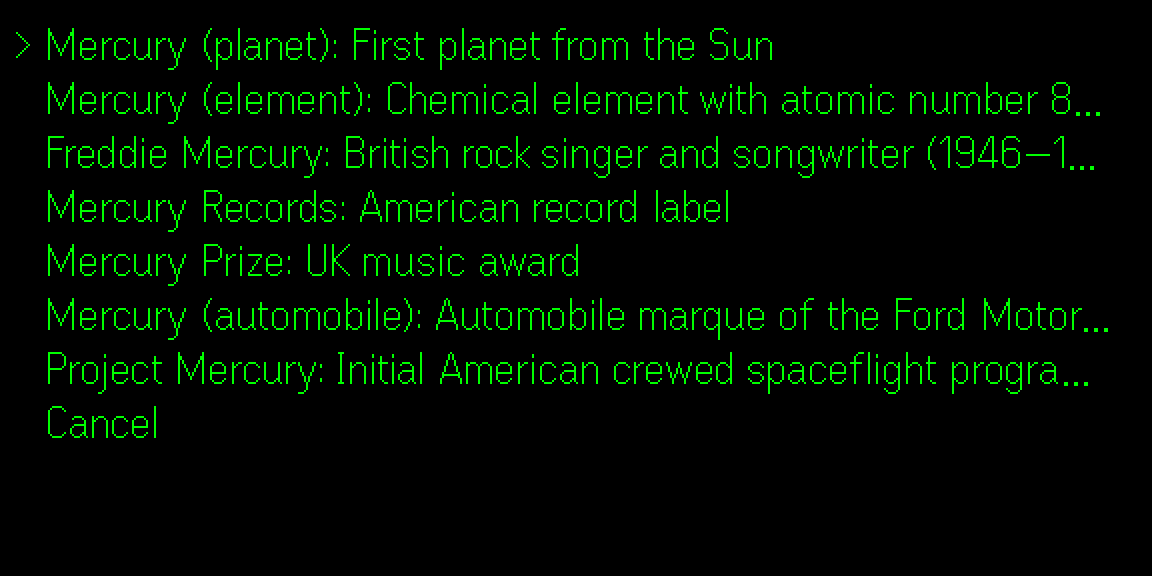 > Mercury (planet): First planet from the Sun
Mercury (element): Chemical element with atomic number 8...
Freddie Mercury: British rock singer and songwriter (1946–1...
Mercury Records: American record label
Mercury Prize: UK music award
Mercury (automobile): Automobile marque of the Ford Motor...
Project Mercury: Initial American crewed spaceflight progra...
Cancel